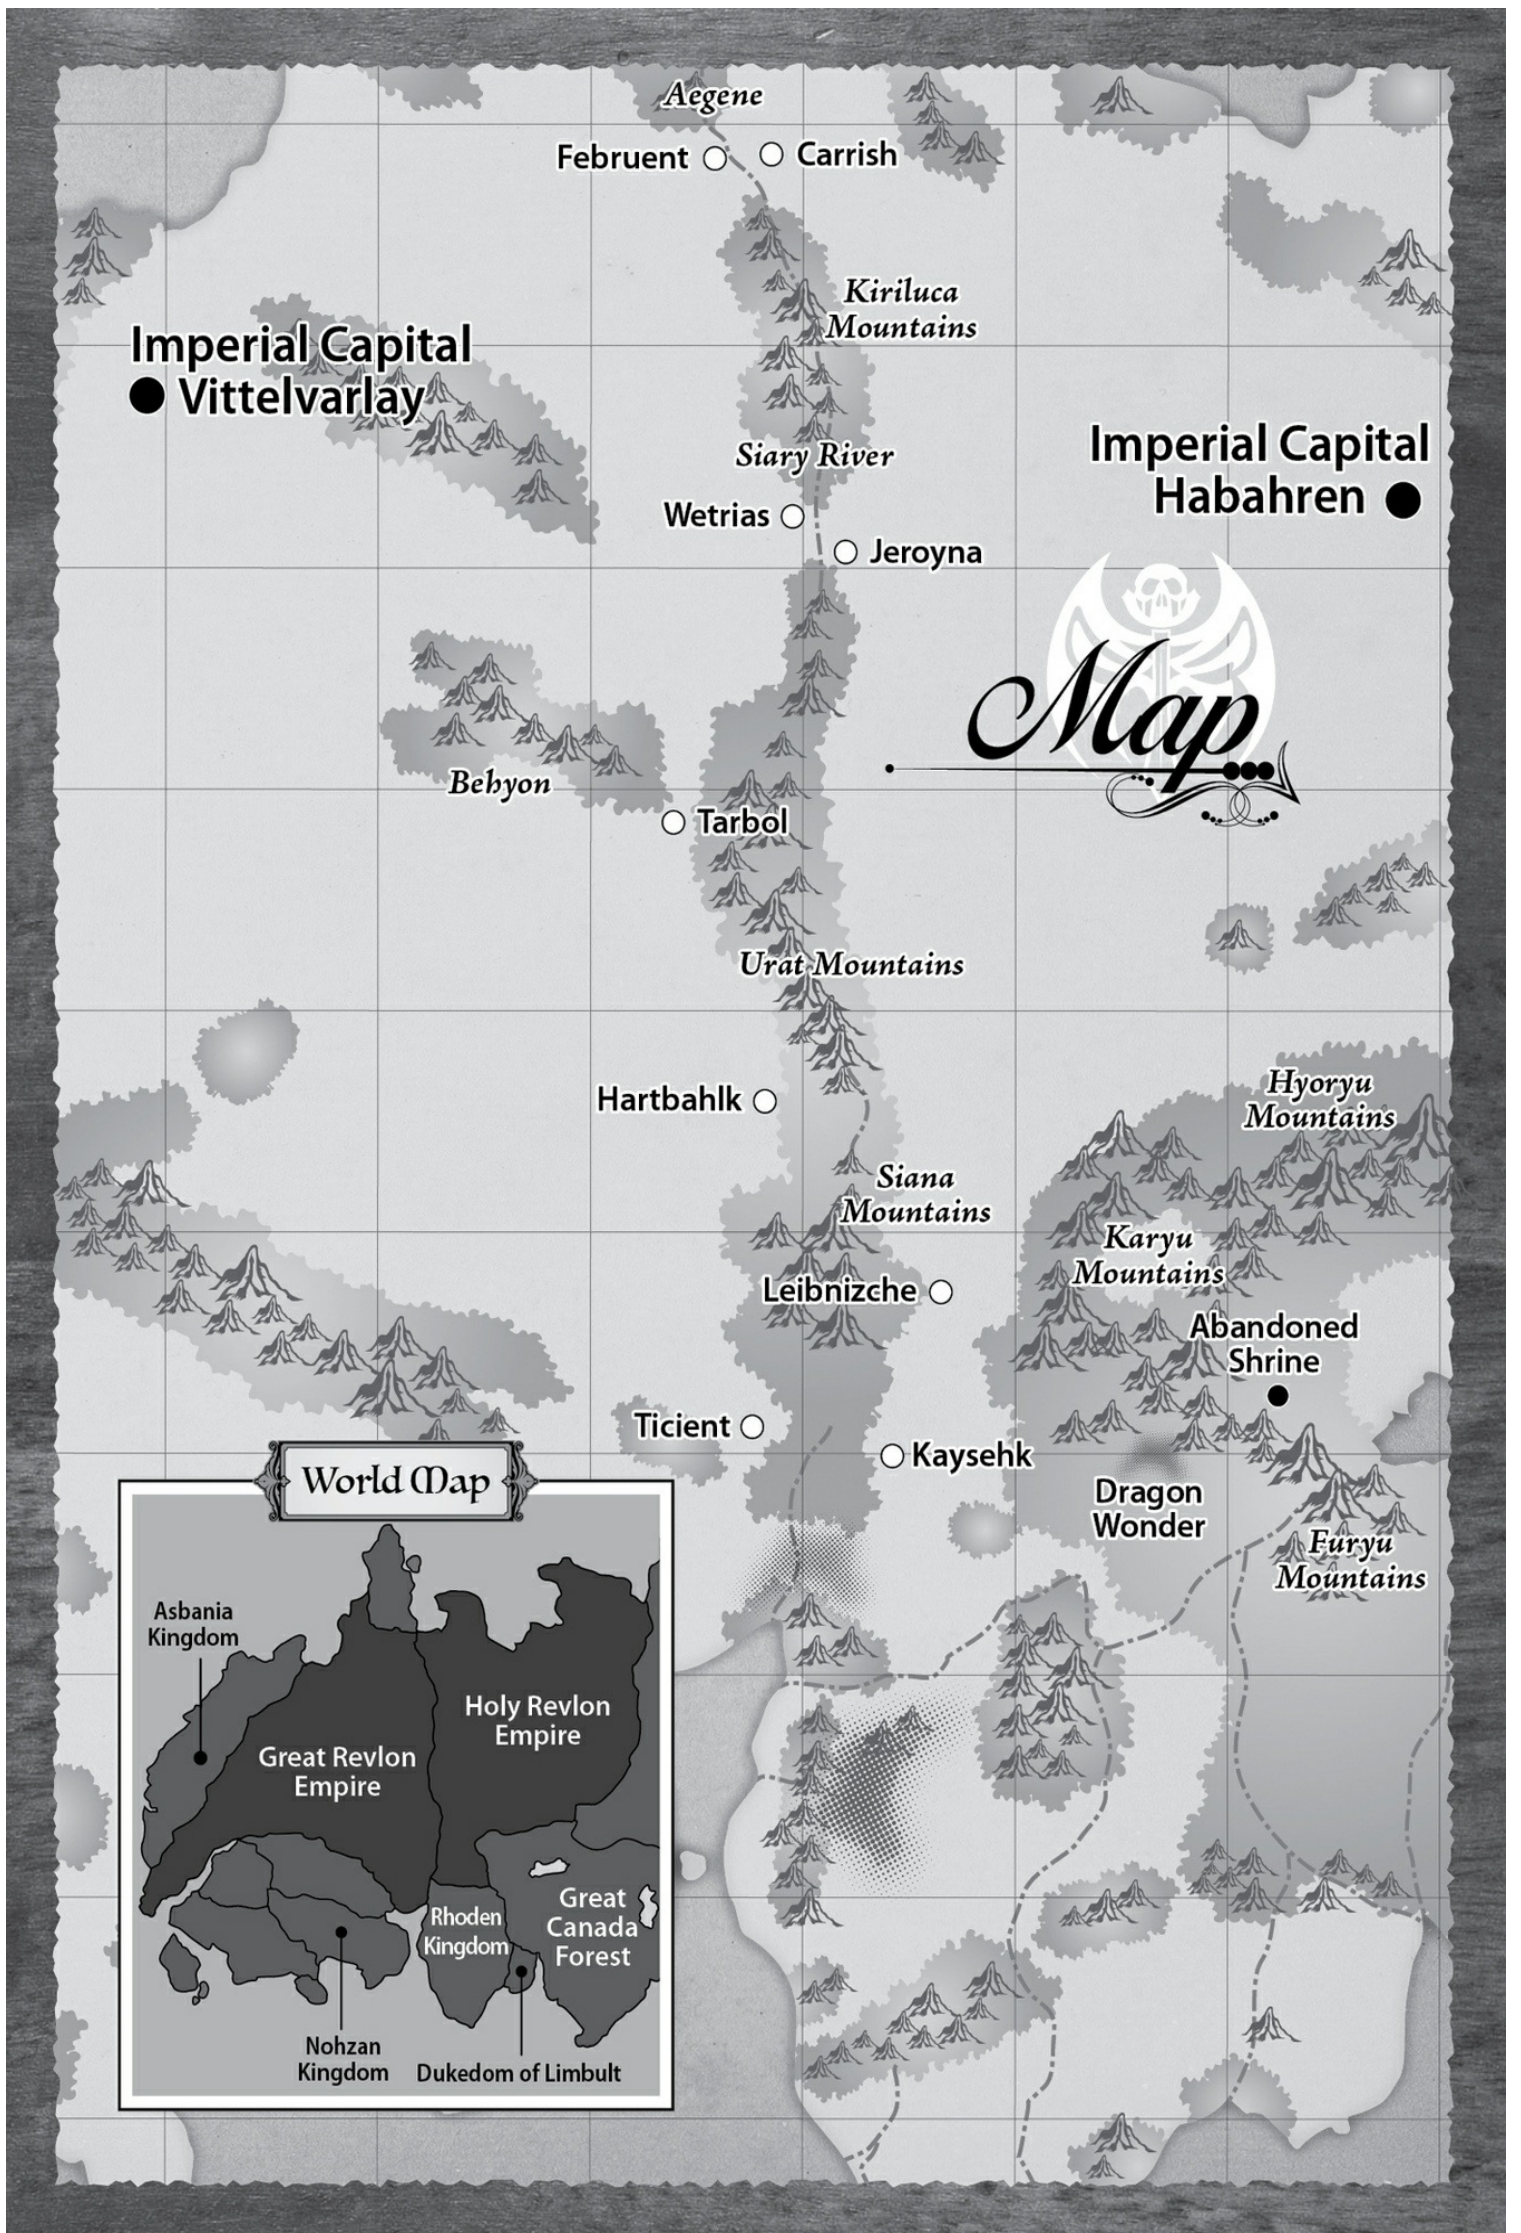 Aegene
Februent
Carrish
Kiriluca
Mountains
Imperial Capital
Vittelvarlay
Imperial Capital
Habahren
Siary River
Wetrias
Jeroyna
Map
Behyon
Tarbol
Urat Mountains
Hartbahlk
Hyoryu
Mountains
Siana
Mountains
Karyu
Mountains
Leibnizche
Abandoned
Shrine
Ticient
Kaysehk
Dragon
Wonder
Furyu
Mountains
World Map
Asbania
Kingdom
Holy Revlon
Empire
Great Revlon
Empire
Rhoden
Kingdom
Great
Canada
Forest
Nohzan
Kingdom
Dukedom of Limbult